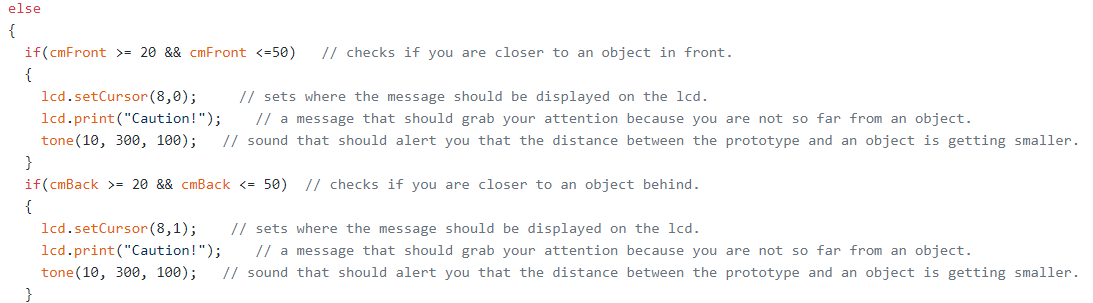 else
{
if(cmFront >= 20 && cmFront <=50)   // checks if you are closer to an object in front.
{
lcd.setCursor(8,0);     // sets where the message should be displayed on the lcd.
lcd.print("Caution!");    // a message that should grab your attention because you are not so far from an object.
tone(10, 300, 100);   // sound that should alert you that the distance between the prototype and an object is getting smaller.
}
if(cmBack >= 20 && cmBack <= 50)  // checks if you are closer to an object behind.
{
lcd.setCursor(8,1);    // sets where the message should be displayed on the lcd.
lcd.print("Caution!");    // a message that should grab your attention because you are not so far from an object.
tone(10, 300, 100);   // sound that should alert you that the distance between the prototype and an object is getting smaller.
}